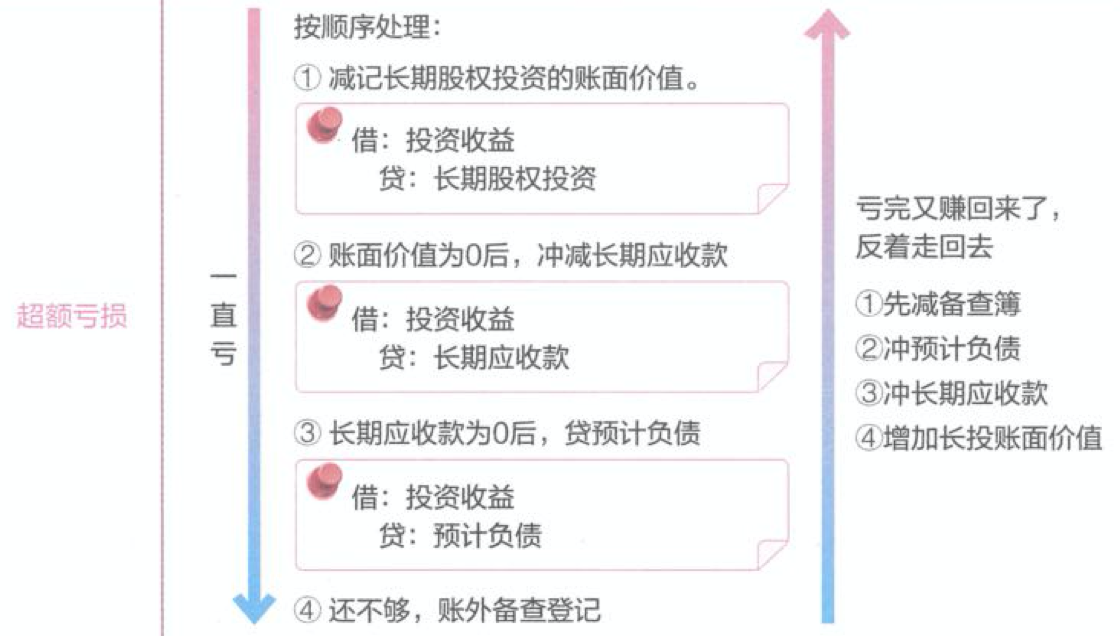 超额亏损
一直亏
按顺序处理：
① 减记长期股权投资的账面价值。
借：投资收益
贷：长期股权投资
② 账面价值为0后，冲减长期应收款
借：投资收益
贷：长期应收款
③ 长期应收款为0后，贷预计负债
借：投资收益
贷：预计负债
④ 还不够，账外备查登记
亏完又赚回来了，
反着走回去
①先减备查簿
②冲预计负债
③冲长期应收款
④增加长投账面价值